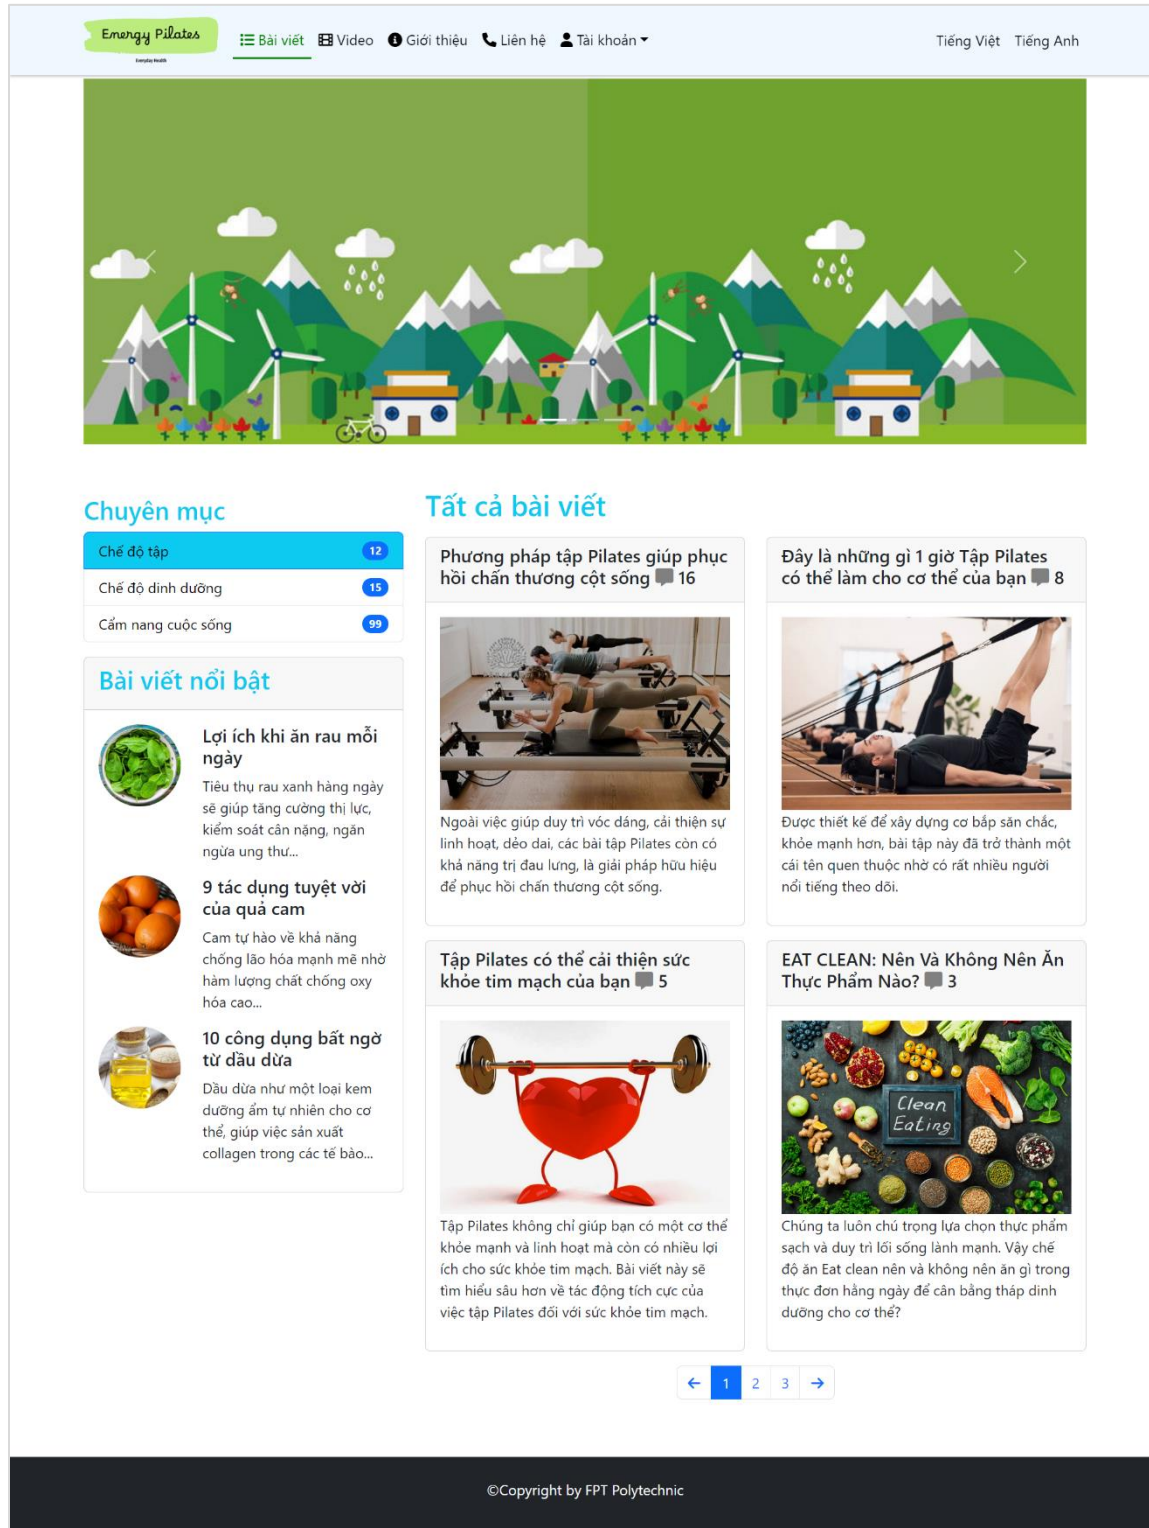 Energy Pilates
Everyday Health
Bài viết
Video
Giới thiệu
Liên hệ
Tài khoản
Tiếng Việt
Tiếng Anh
Chuyên mục
Chế độ tập 12
Chế độ dinh dưỡng 15
Cẩm nang cuộc sống 99
Bài viết nổi bật
Lợi ích khi ăn rau mỗi
ngày
Tiêu thụ rau xanh hàng ngày
sẽ giúp tăng cường thị lực,
kiểm soát cân nặng, ngăn
ngừa ung thư...
9 tác dụng tuyệt vời
của quả cam
Cam tự hào về khả năng
chống lão hóa mạnh mẽ nhờ
hàm lượng chất chống oxy
hóa cao...
10 công dụng bất ngờ
từ dầu dừa
Dầu dừa như một loại kem
dưỡng ẩm tự nhiên cho cơ
thể, giúp việc sản xuất
collagen trong các tế bào...
Tất cả bài viết
Phương pháp tập Pilates giúp phục
hồi chấn thương cột sống 16
Ngoài việc giúp duy trì vóc dáng, cải thiện sự
linh hoạt, dẻo dai, các bài tập Pilates còn có
khả năng trị đau lưng, là giải pháp hữu hiệu
để phục hồi chấn thương cột sống.
Đây là những gì 1 giờ Tập Pilates
có thể làm cho cơ thể của bạn 8
Được thiết kế để xây dựng cơ bắp săn chắc,
khỏe mạnh hơn, bài tập này đã trở thành một
cái tên quen thuộc nhờ có rất nhiều người
nổi tiếng theo dõi.
Tập Pilates có thể cải thiện sức
khỏe tim mạch của bạn 5
Tập Pilates không chỉ giúp bạn có một cơ thể
khỏe mạnh và linh hoạt mà còn có nhiều lợi
ích cho sức khỏe tim mạch. Bài viết này sẽ
tìm hiểu sâu hơn về tác động tích cực của
việc tập Pilates đối với sức khỏe tim mạch.
EAT CLEAN: Nên Và Không Nên Ăn
Thực Phẩm Nào? 3
Clean
Eating
Chúng ta luôn chú trọng lựa chọn thực phẩm
sạch và duy trì lối sống lành mạnh. Vậy chế
độ ăn Eat clean nên và không nên ăn gì trong
thực đơn hằng ngày để cân bằng tháp dinh
dưỡng cho cơ thể?
1 2 3
©Copyright by FPT Polytechnic